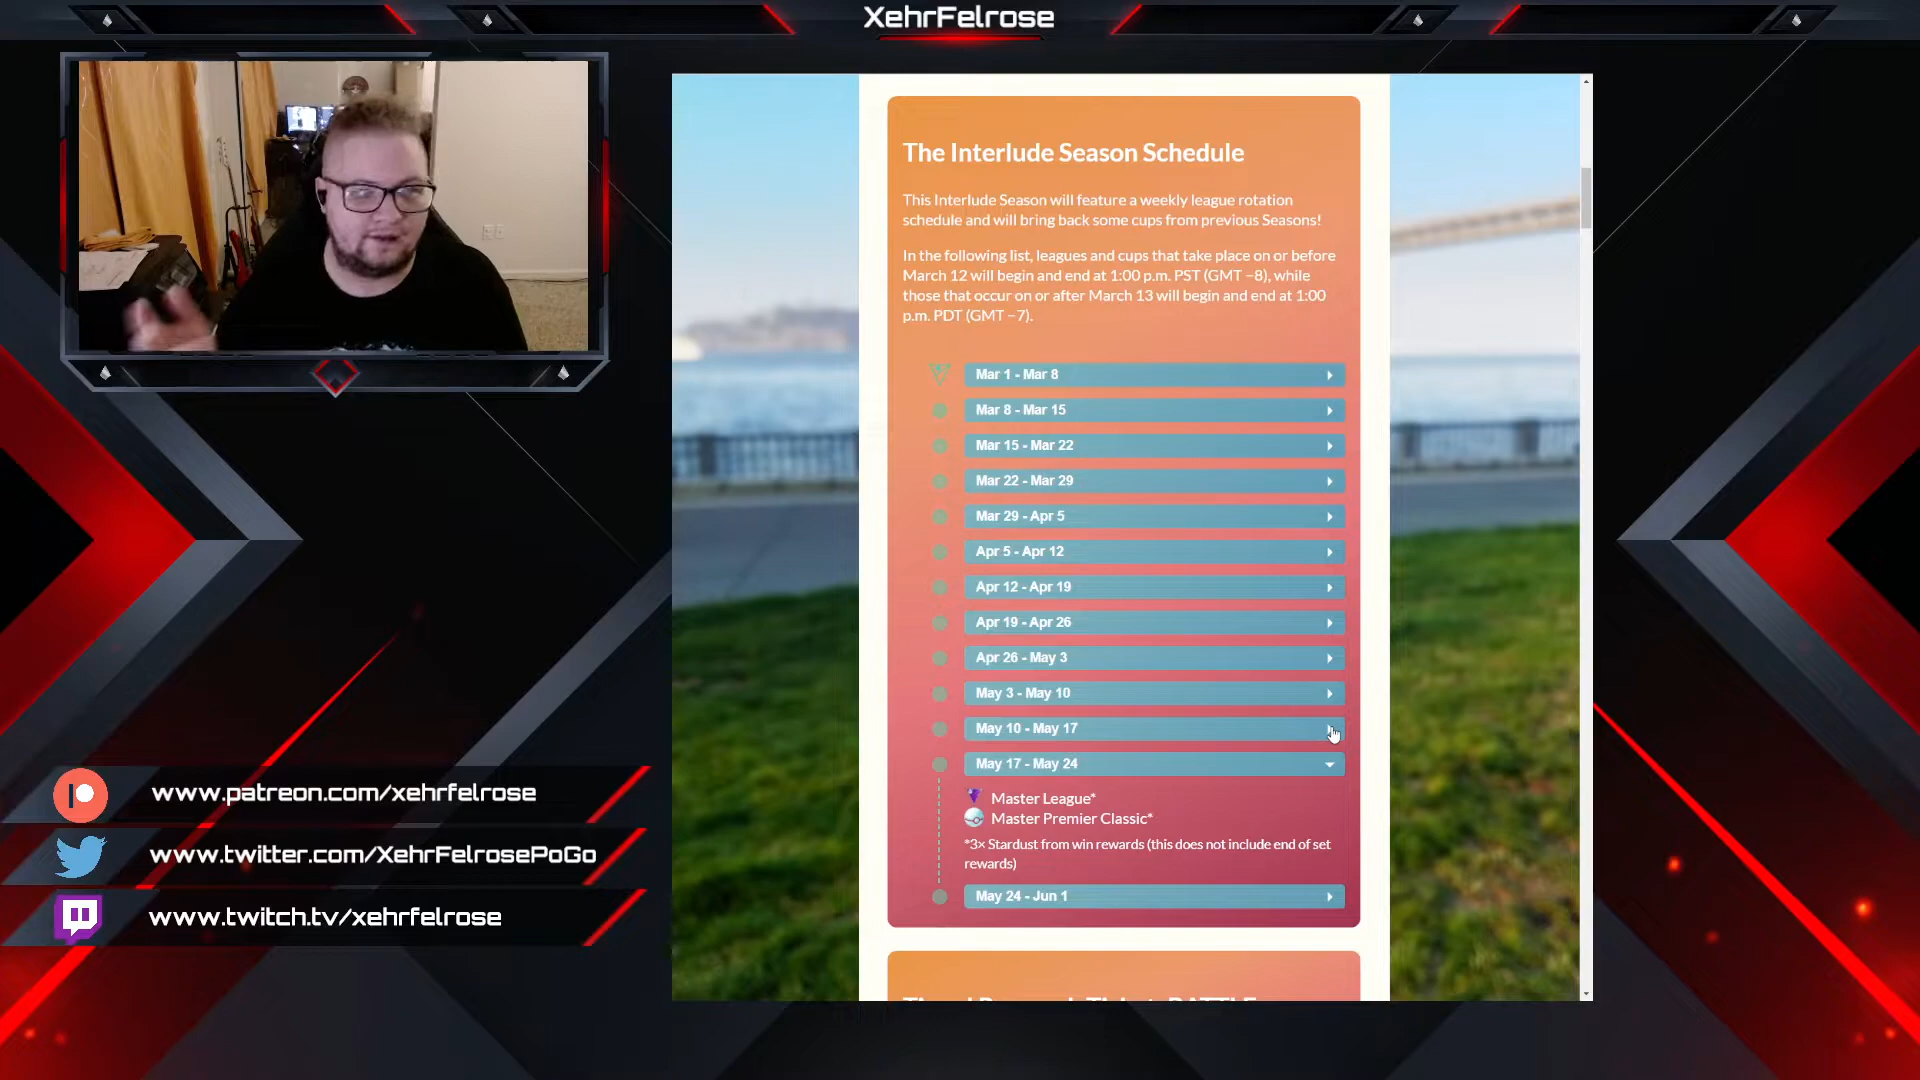 XehrFelrose
The Interlude Season Schedule
This Interlude Season will feature a weekly league rotation
schedule and will bring back some cups from previous Seasons!
In the following list, leagues and cups that take place on or before
March 12 will begin and end at 1:00 p.m. PST (GMT −8), while
those that occur on or after March 13 will begin and end at 1:00
p.m. PDT (GMT −7).
Mar 1 - Mar 8
Mar 8 - Mar 15
Mar 15 - Mar 22
Mar 22 - Mar 29
Mar 29 - Apr 5
Apr 5 - Apr 12
Apr 12 - Apr 19
Apr 19 - Apr 26
Apr 26 - May 3
May 3 - May 10
May 10 - May 17
May 17 - May 24
Master League*
Master Premier Classic*
*3× Stardust from win rewards (this does not include end of set
rewards)
May 24 - Jun 1
www.patreon.com/xehrfelrose
www.twitter.com/XehrFelrosePoGo
www.twitch.tv/xehrfelrose